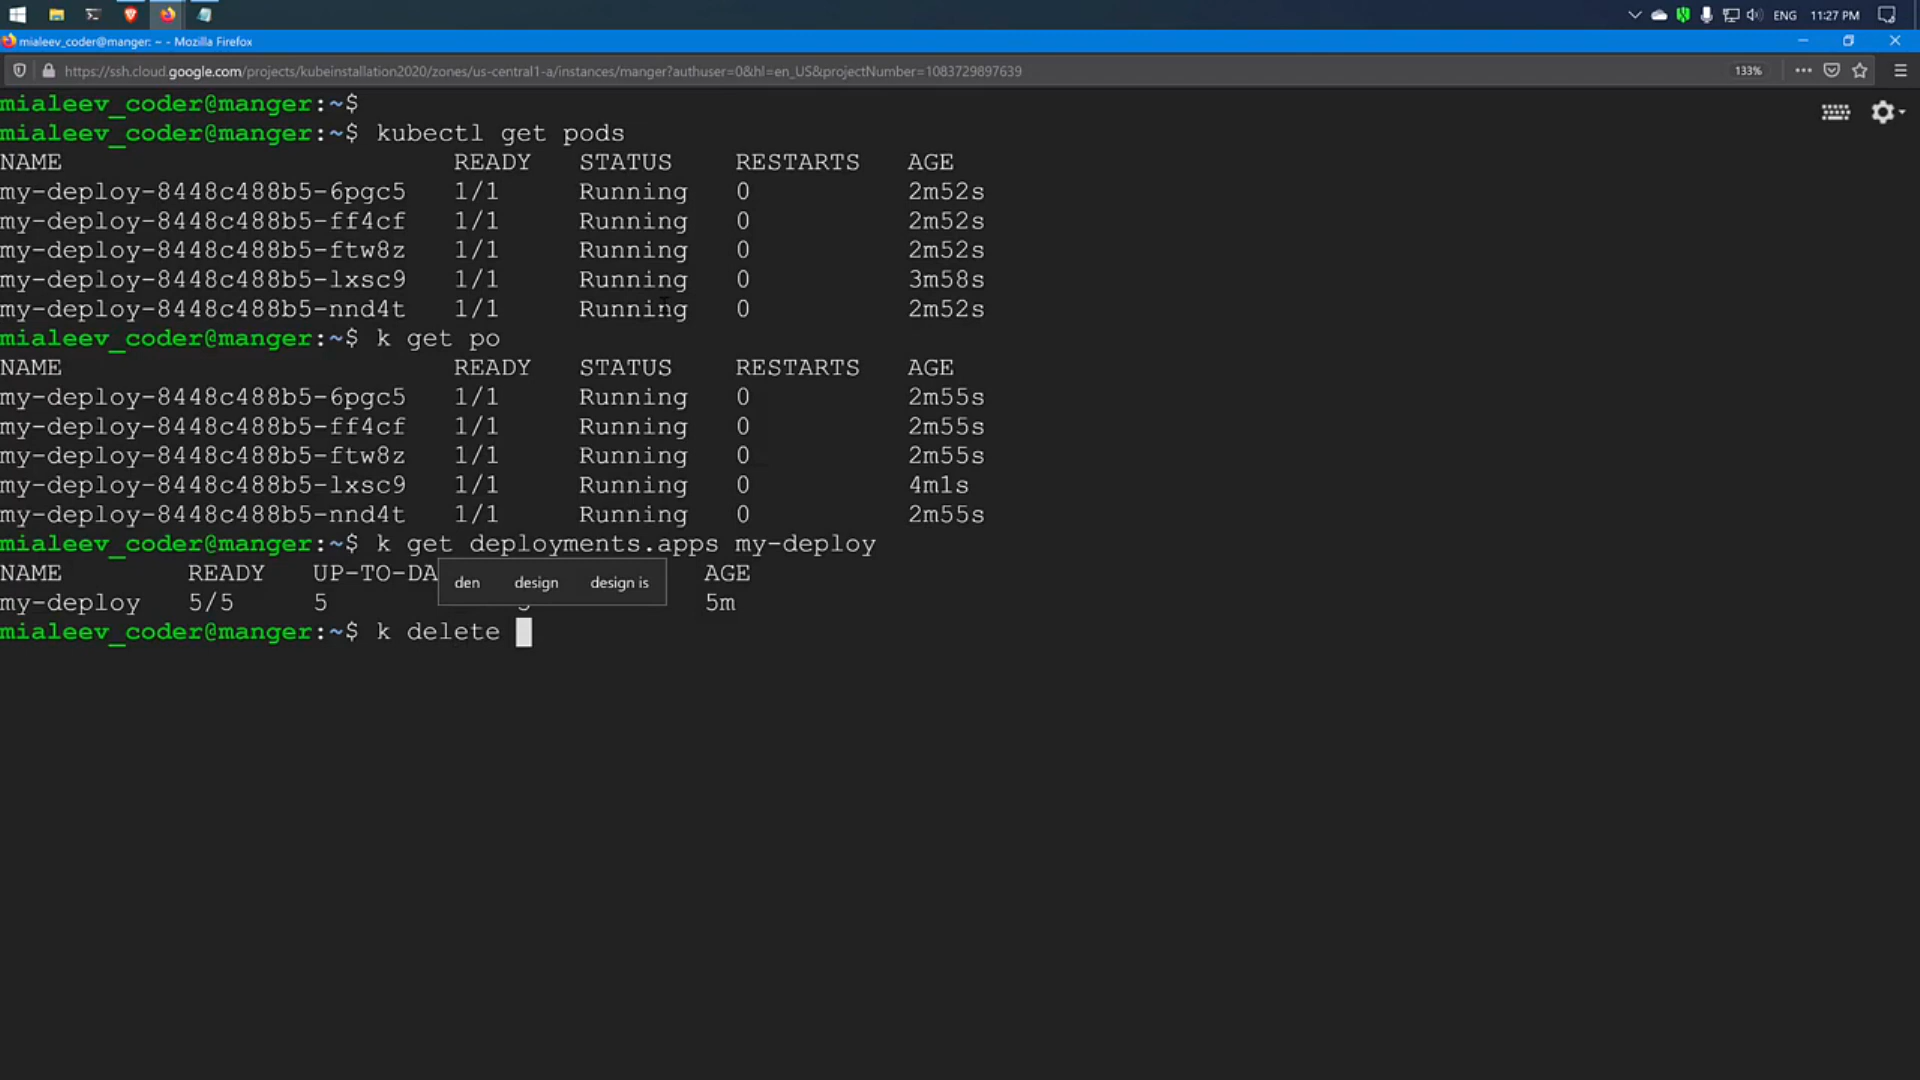 ENG 11:27 PM
mialeev_coder@manger: ~ - Mozilla Firefox
https://ssh.cloud.google.com/projects/kubeinstallation2020/zones/us-central1-a/instances/manger?authuser=0&hl=en_US&projectNumber=1083729897639 133%
mialeev_coder@manger:~$
mialeev_coder@manger:~$ kubectl get pods
NAME READY STATUS RESTARTS AGE
my-deploy-8448c488b5-6pgc5 1/1 Running 0 2m52s
my-deploy-8448c488b5-ff4cf 1/1 Running 0 2m52s
my-deploy-8448c488b5-ftw8z 1/1 Running 0 2m52s
my-deploy-8448c488b5-lxsc9 1/1 Running 0 3m58s
my-deploy-8448c488b5-nnd4t 1/1 Running 0 2m52s
mialeev_coder@manger:~$ k get po
NAME READY STATUS RESTARTS AGE
my-deploy-8448c488b5-6pgc5 1/1 Running 0 2m55s
my-deploy-8448c488b5-ff4cf 1/1 Running 0 2m55s
my-deploy-8448c488b5-ftw8z 1/1 Running 0 2m55s
my-deploy-8448c488b5-lxsc9 1/1 Running 0 4m1s
my-deploy-8448c488b5-nnd4t 1/1 Running 0 2m55s
mialeev_coder@manger:~$ k get deployments.apps my-deploy
NAME READY UP-TO-DA AGE
den design design is
my-deploy 5/5 5 5m
mialeev_coder@manger:~$ k delete